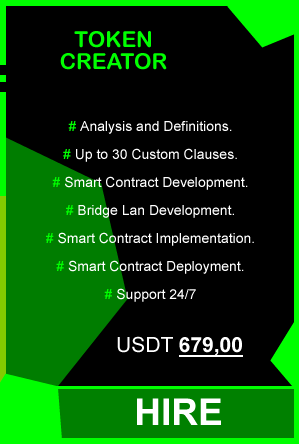 TOKEN
CREATOR
# Analysis and Definitions.
# Up to 30 Custom Clauses.
# Smart Contract Development.
# Bridge Lan Development.
# Smart Contract Implementation.
# Smart Contract Deployment.
# Support 24/7
USDT 679,00
HIRE